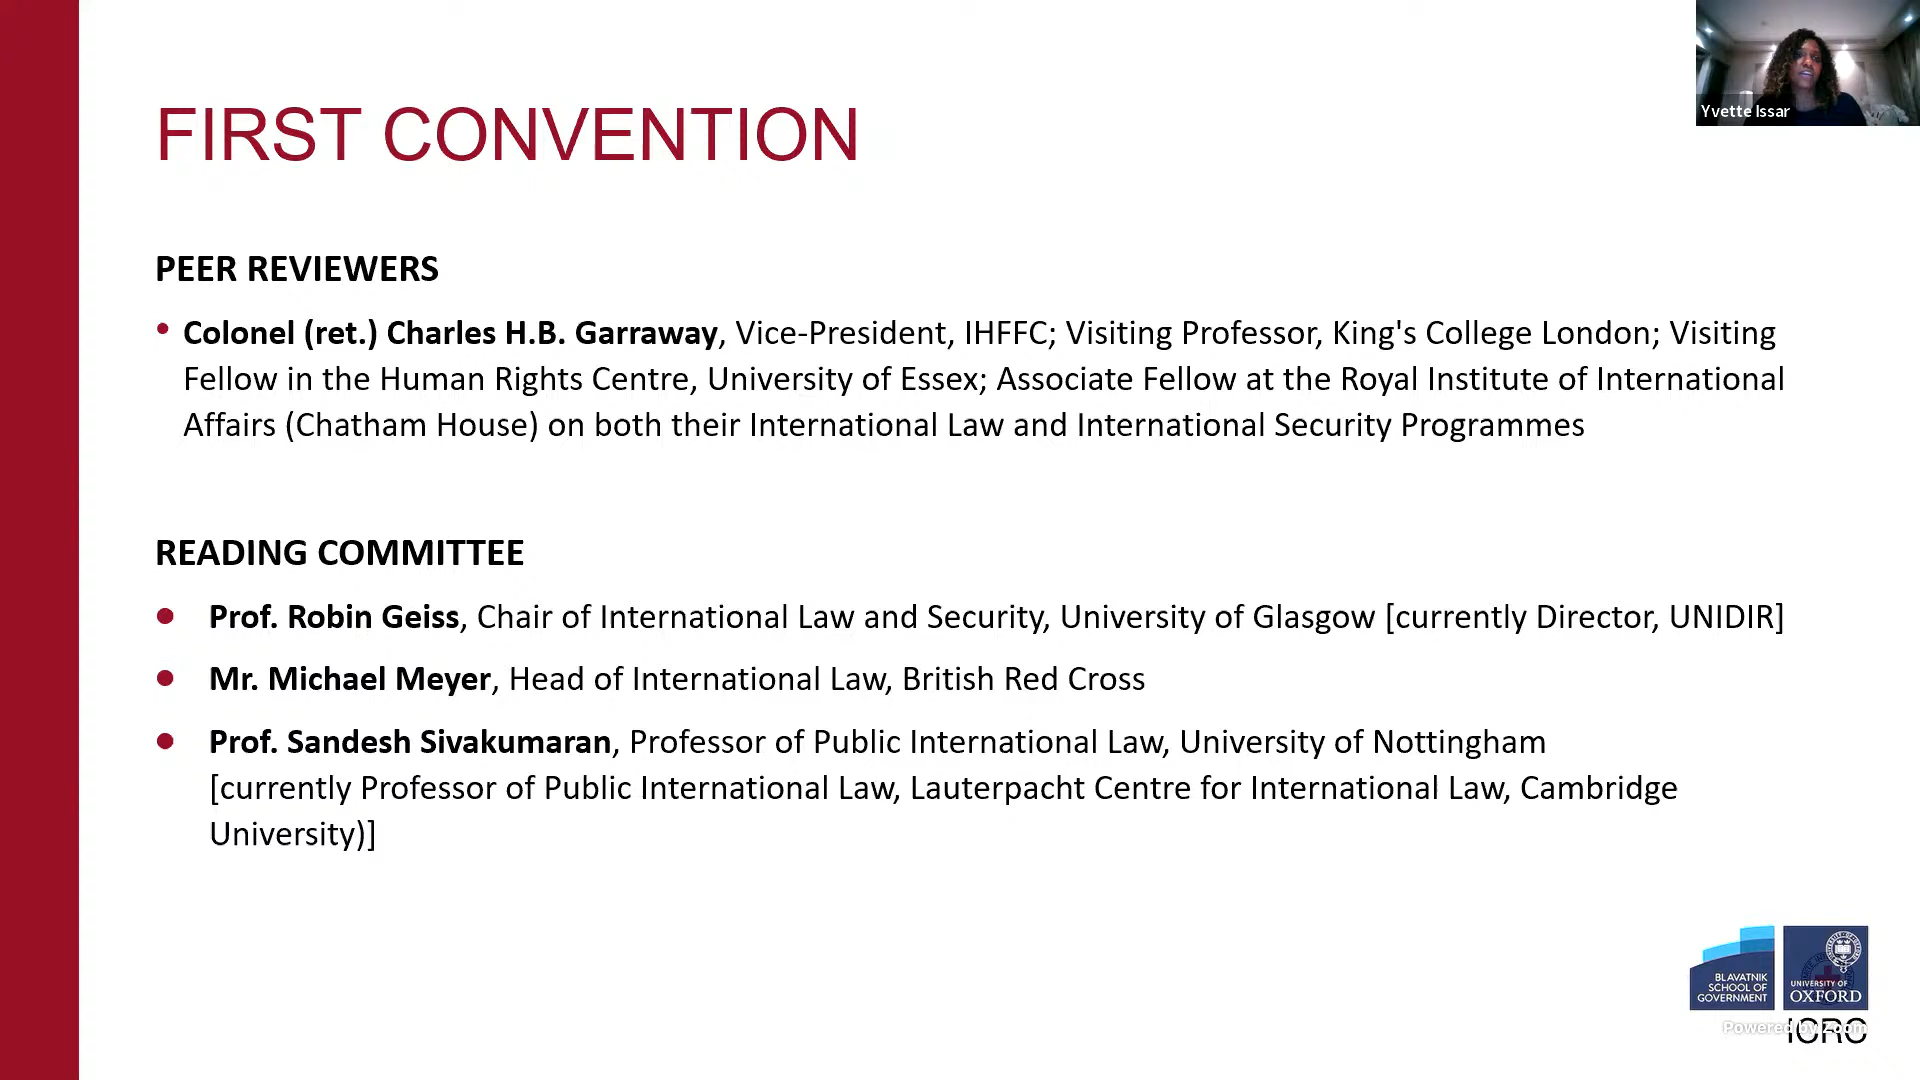 Yvette Issar
FIRST CONVENTION
PEER REVIEWERS
• Colonel (ret.) Charles H.B. Garraway, Vice-President, IHFFC; Visiting Professor, King's College London; Visiting
Fellow in the Human Rights Centre, University of Essex; Associate Fellow at the Royal Institute of International
Affairs (Chatham House) on both their International Law and International Security Programmes
READING COMMITTEE
• Prof. Robin Geiss, Chair of International Law and Security, University of Glasgow [currently Director, UNIDIR]
• Mr. Michael Meyer, Head of International Law, British Red Cross
• Prof. Sandesh Sivakumaran, Professor of Public International Law, University of Nottingham
[currently Professor of Public International Law, Lauterpacht Centre for International Law, Cambridge
University)]
BLAVATNIK
SCHOOL OF
GOVERNMENT
UNIVERSITY OF
OXFORD
Powered by Zoom
ICRC